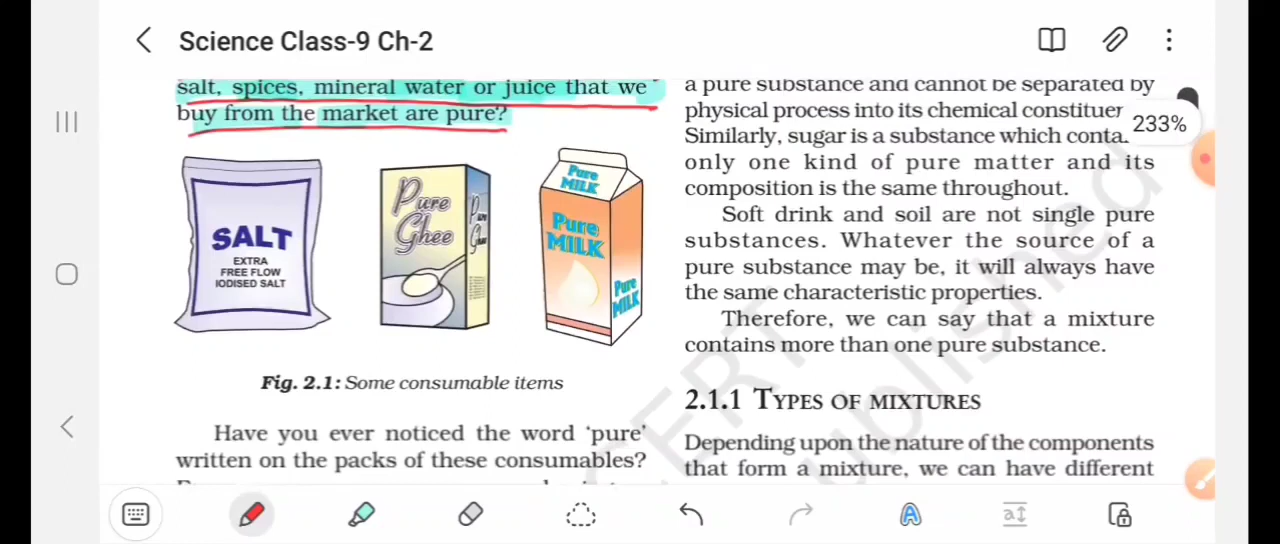 Science Class-9 Ch-2
233%
salt, spices, mineral water or juice that we
buy from the market are pure?
SALT
EXTRA
FREE FLOW
IODISED SALT
Pure
Ghee
Pure
Ghee
Pure
MILK
Pure
MILK
Pure
MILK
Fig. 2.1: Some consumable items
Have you ever noticed the word ‘pure’
written on the packs of these consumables?
a pure substance and cannot be separated by
physical process into its chemical
Similarly, sugar is a substance which
only one kind of pure matter and its
composition is the same throughout.
Soft drink and soil are not single pure
substances. Whatever the source of a
pure substance may be, it will always have
the same characteristic properties.
Therefore, we can say that a mixture
contains more than one pure substance.
2.1.1 TYPES OF MIXTURES
Depending upon the nature of the components
that form a mixture, we can have different